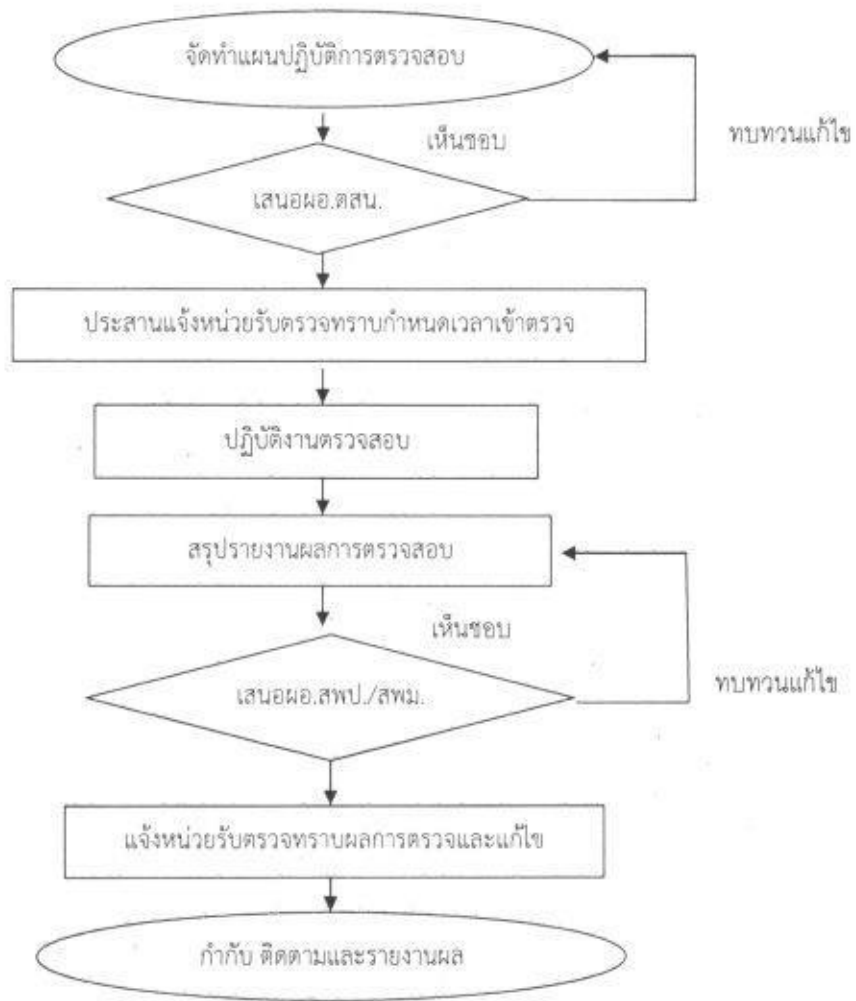 จัดทำแผนปฏิบัติการตรวจสอบ
เห็นชอบ
ทบทวนแก้ไข
เสนอผอ.ตสน.
ประสานแจ้งหน่วยรับตรวจทราบกำหนดเวลาเข้าตรวจ
ปฏิบัติงานตรวจสอบ
สรุปรายงานผลการตรวจสอบ
เห็นชอบ
เสนอผอ.สพป./สพม.
ทบทวนแก้ไข
แจ้งหน่วยรับตรวจทราบผลการตรวจและแก้ไข
กำกับ ติดตามและรายงานผล